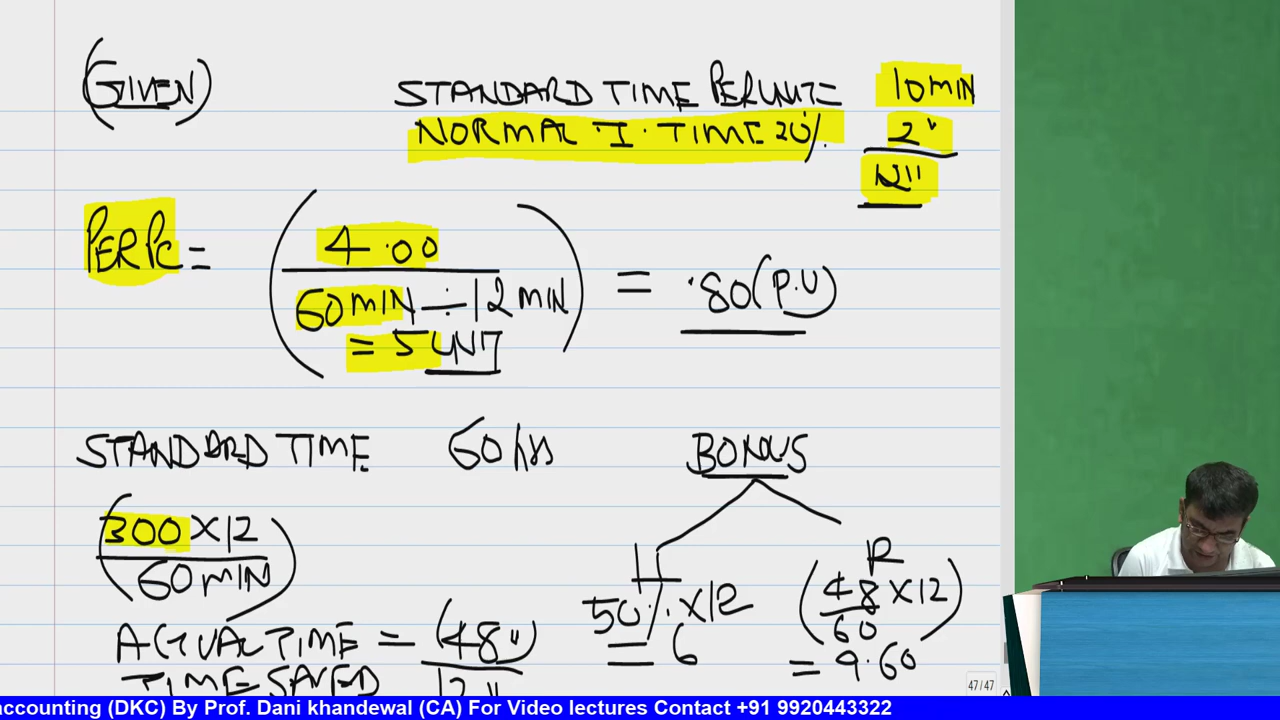 (GIVEN)
STANDARD TIME PER UNIT = 10 MIN
NORMAL I. TIME 20% 2"
12"
PER PC = ( 4.00 / 60 MIN ÷ 12 MIN = 5 UNIT ) = .80 (P.U)
STANDARD TIME 60 hrs
BONUS
(300 X 12 / 60 MIN)
H R
50% X 12 (48/60 X 12)
= 6 = 9.60
ACTUAL TIME = (48")
TIME SAVED 12"
47/47
accounting (DKC) By Prof. Dani khandewal (CA) For Video lectures Contact +91 9920443322